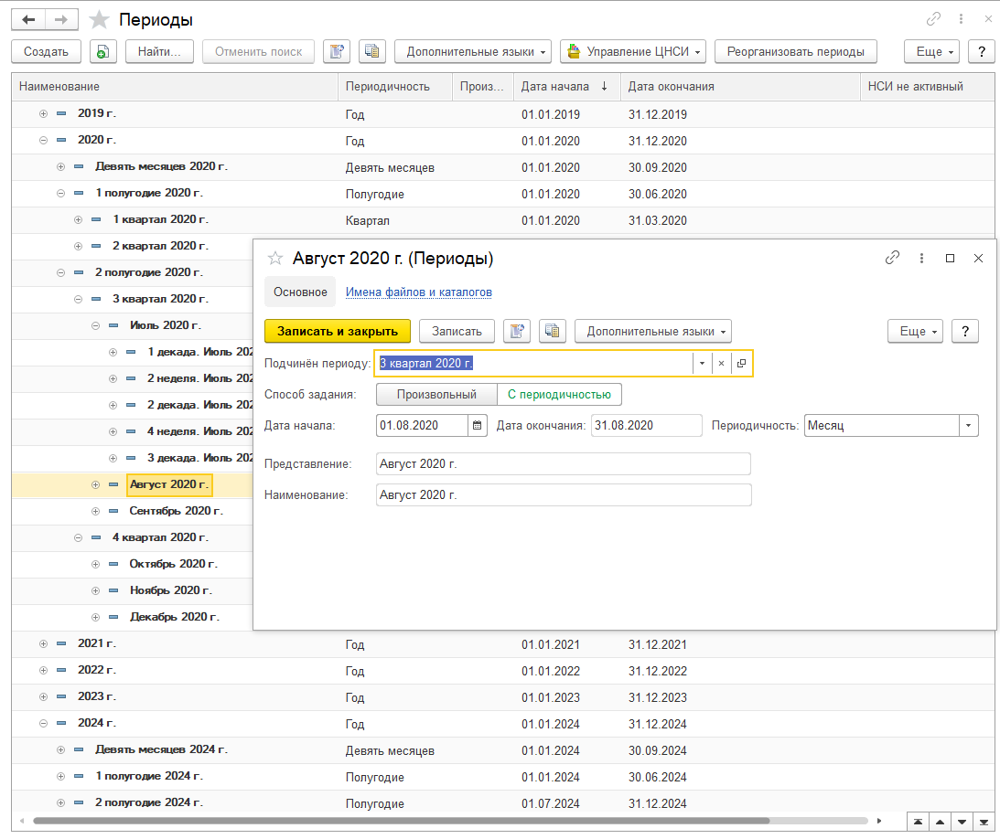 Периоды
Создать Найти... Отменить поиск Дополнительные языки Управление ЦНСИ Реорганизовать периоды Еще ?
Наименование Периодичность Произ... Дата начала ↓ Дата окончания НСИ не активный
2019 г. Год 01.01.2019 31.12.2019
2020 г. Год 01.01.2020 31.12.2020
Девять месяцев 2020 г. Девять месяцев 01.01.2020 30.09.2020
1 полугодие 2020 г. Полугодие 01.01.2020 30.06.2020
1 квартал 2020 г. Квартал 01.01.2020 31.03.2020
2 квартал 2020 г.
2 полугодие 2020 г.
3 квартал 2020 г.
Июль 2020 г.
1 декада. Июль 202
2 неделя. Июль 202
2 декада. Июль 202
4 неделя. Июль 202
3 декада. Июль 202
Август 2020 г.
Сентябрь 2020 г.
4 квартал 2020 г.
Октябрь 2020 г.
Ноябрь 2020 г.
Декабрь 2020 г.
Август 2020 г. (Периоды)
Основное Имена файлов и каталогов
Записать и закрыть Записать Дополнительные языки Еще ?
Подчинён периоду: 3 квартал 2020 г.
Способ задания: Произвольный С периодичностью
Дата начала: 01.08.2020 Дата окончания: 31.08.2020 Периодичность: Месяц
Представление: Август 2020 г.
Наименование: Август 2020 г.
2021 г. Год 01.01.2021 31.12.2021
2022 г. Год 01.01.2022 31.12.2022
2023 г. Год 01.01.2023 31.12.2023
2024 г. Год 01.01.2024 31.12.2024
Девять месяцев 2024 г. Девять месяцев 01.01.2024 30.09.2024
1 полугодие 2024 г. Полугодие 01.01.2024 30.06.2024
2 полугодие 2024 г. Полугодие 01.07.2024 31.12.2024